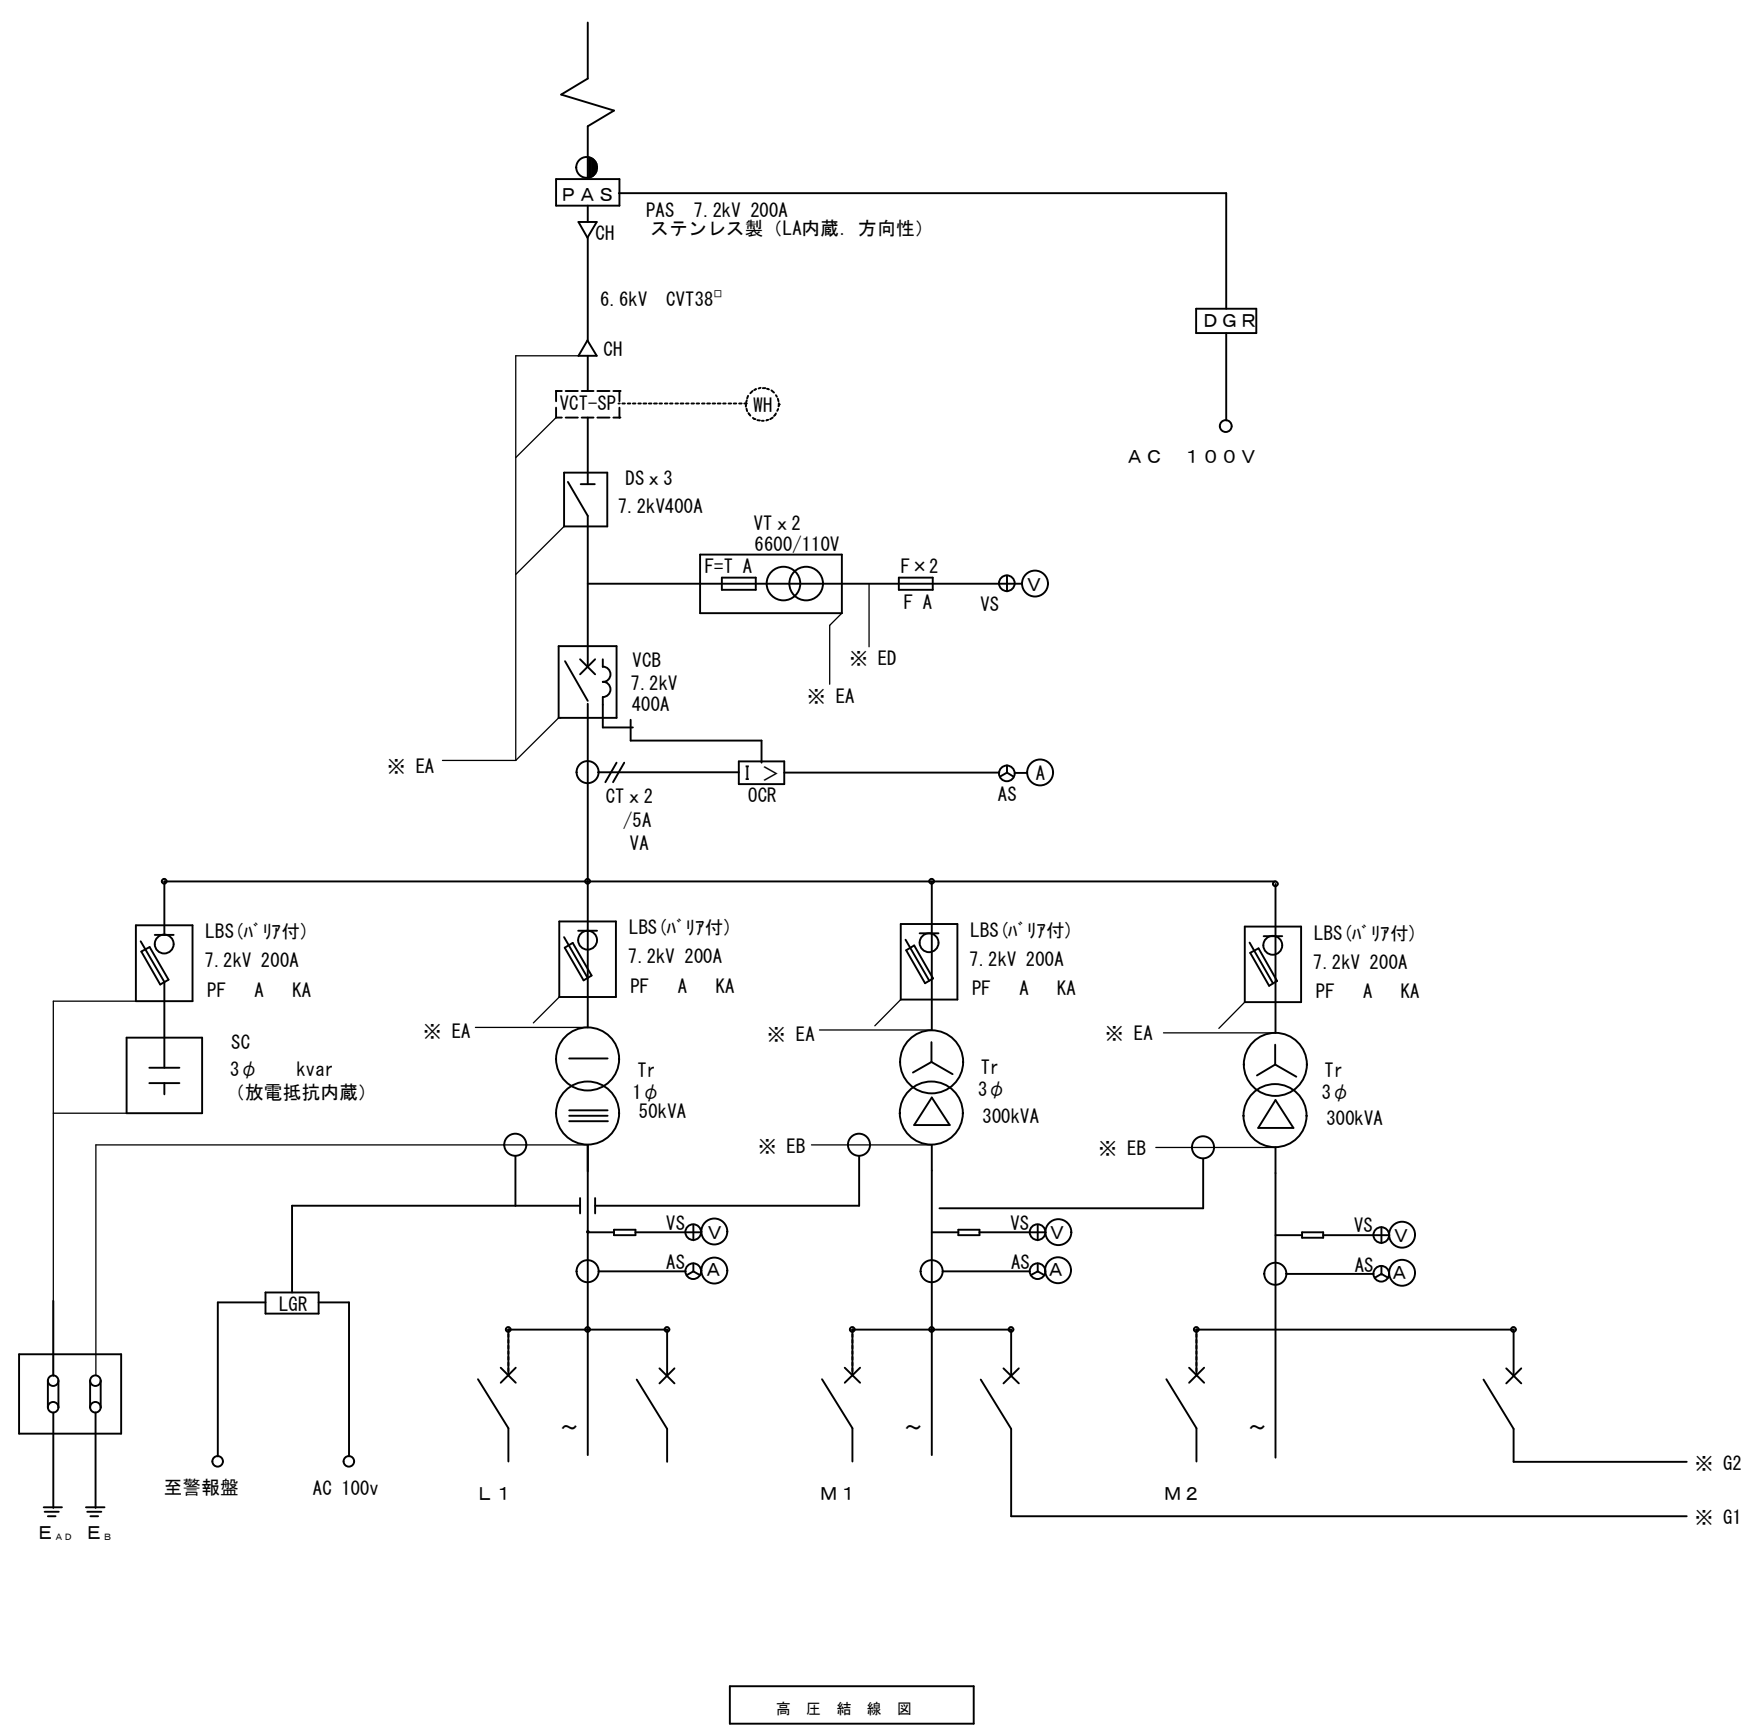 PAS
PAS 7.2kV 200A
ステンレス製（LA内蔵．方向性）
CH
6.6kV CVT38□
DGR
CH
VCT-SP
WH
AC 100V
DSx3
7.2kV400A
VTx2
6600/110V
F=T A
F×2
F A
VS
V
※ ED
※ EA
VCB
7.2kV
400A
※ EA
I >
OCR
AS
A
CTx2
/5A
VA
LBS(ﾊﾞﾘｱ付)
7.2kV 200A
PF A KA
LBS(ﾊﾞﾘｱ付)
7.2kV 200A
PF A KA
LBS(ﾊﾞﾘｱ付)
7.2kV 200A
PF A KA
LBS(ﾊﾞﾘｱ付)
7.2kV 200A
PF A KA
SC
3φ kvar
（放電抵抗内蔵）
※ EA
Tr
1φ
50kVA
※ EA
Tr
3φ
300kVA
※ EA
Tr
3φ
300kVA
※ EB
※ EB
VS
V
VS
V
VS
V
AS
A
AS
A
AS
A
LGR
~
~
~
至警報盤
AC 100v
L1
M1
M2
※ G2
※ G1
EAD
EB
高圧結線図